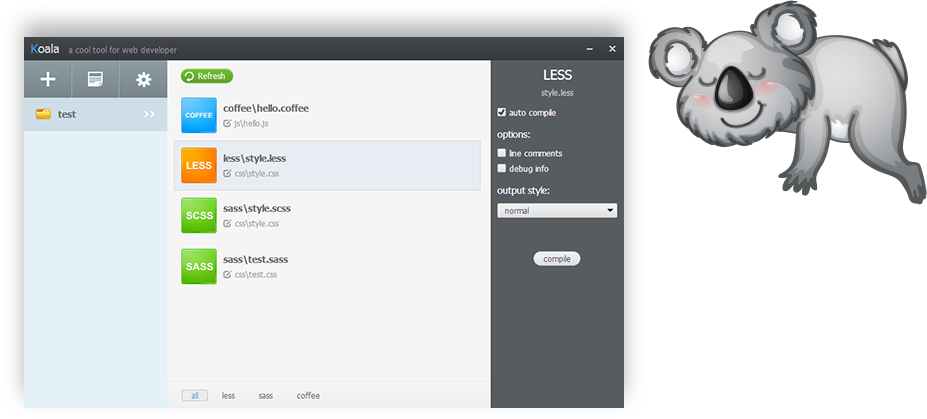 Koala a cool tool for web developer
test
Refresh
COFFEE
coffee\hello.coffee
js\hello.js
LESS
less\style.less
css\style.css
SCSS
sass\style.scss
css\style.css
SASS
sass\test.sass
css\test.css
all less sass coffee
LESS
style.less
auto compile
options:
line comments
debug info
output style:
normal
compile